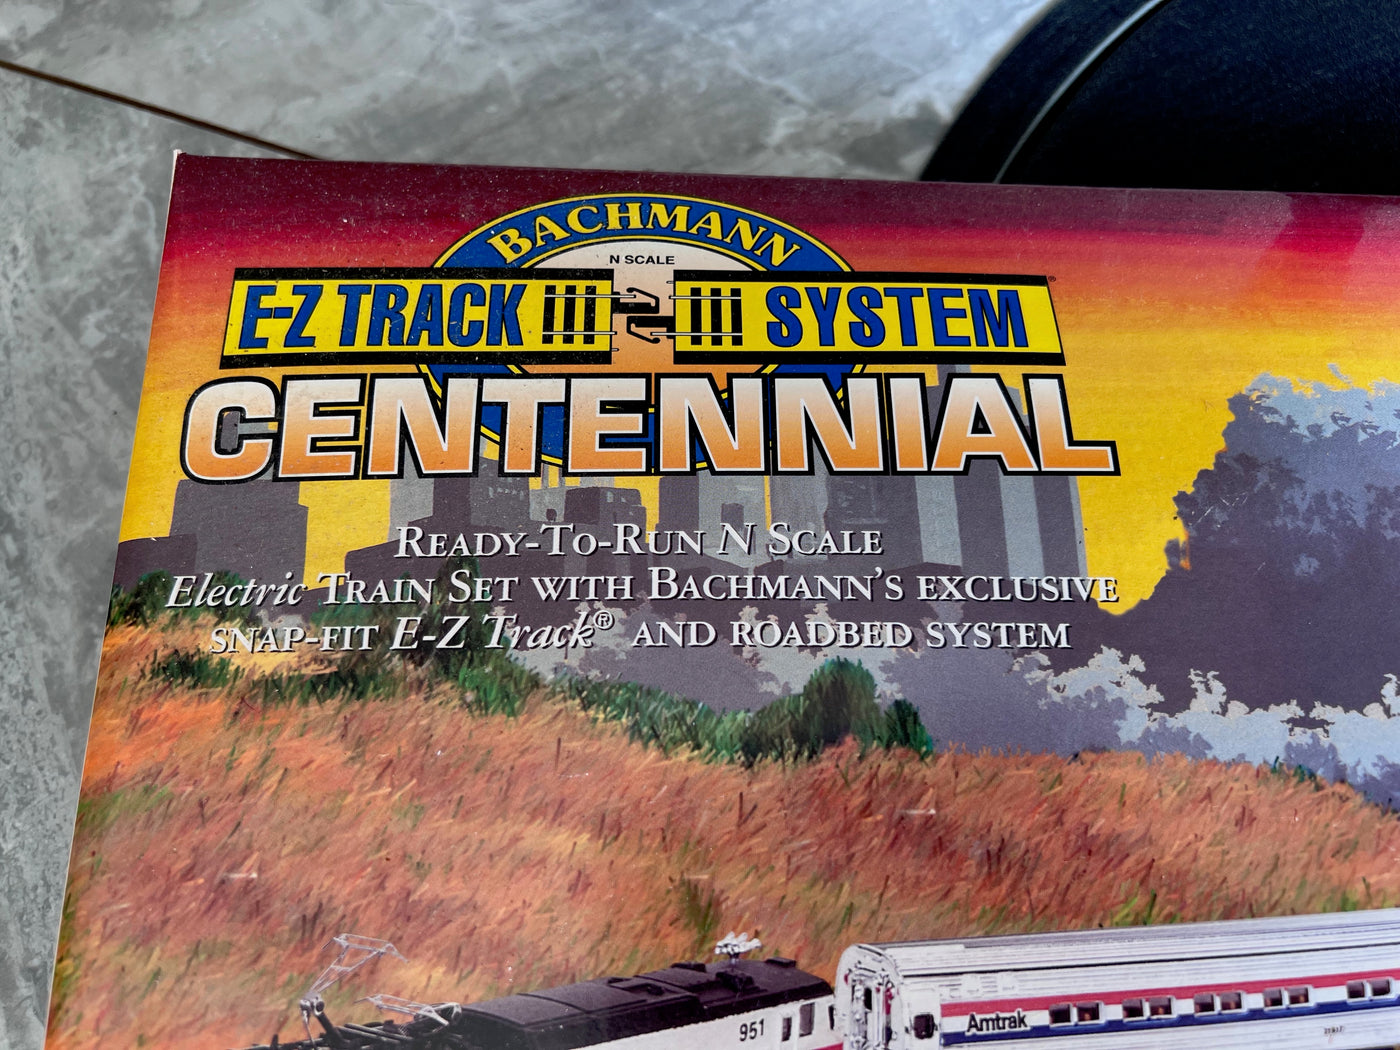 BACHMANN
N SCALE
E-Z TRACK SYSTEM
CENTENNIAL
READY-TO-RUN N SCALE
Electric TRAIN SET WITH BACHMANN'S EXCLUSIVE
SNAP-FIT E-Z Track® AND ROADBED SYSTEM
951
Amtrak